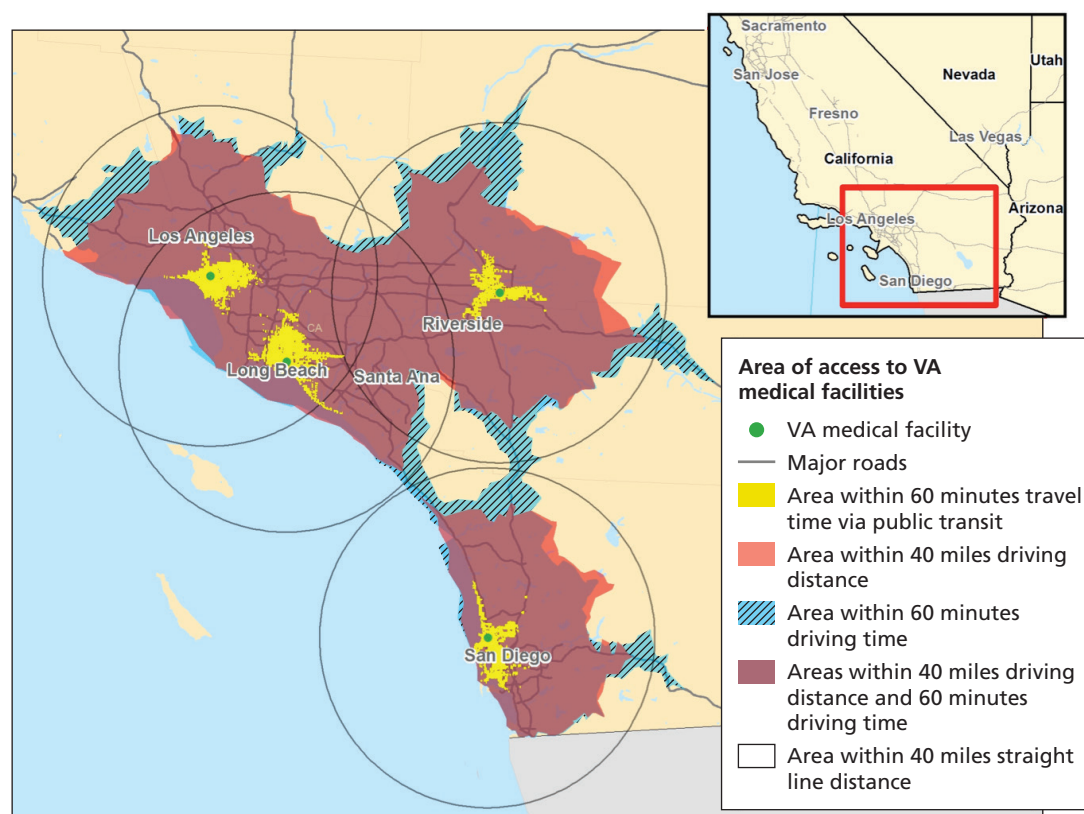 Sacramento
San Jose
Nevada
Utah
Fresno
Las Vegas
California
Los Angeles
Arizona
San Diego
Los Angeles
CA
Riverside
Long Beach
Santa Ana
San Diego
Area of access to VA
medical facilities
VA medical facility
Major roads
Area within 60 minutes travel
time via public transit
Area within 40 miles driving
distance
Area within 60 minutes
driving time
Areas within 40 miles driving
distance and 60 minutes
driving time
Area within 40 miles straight
line distance